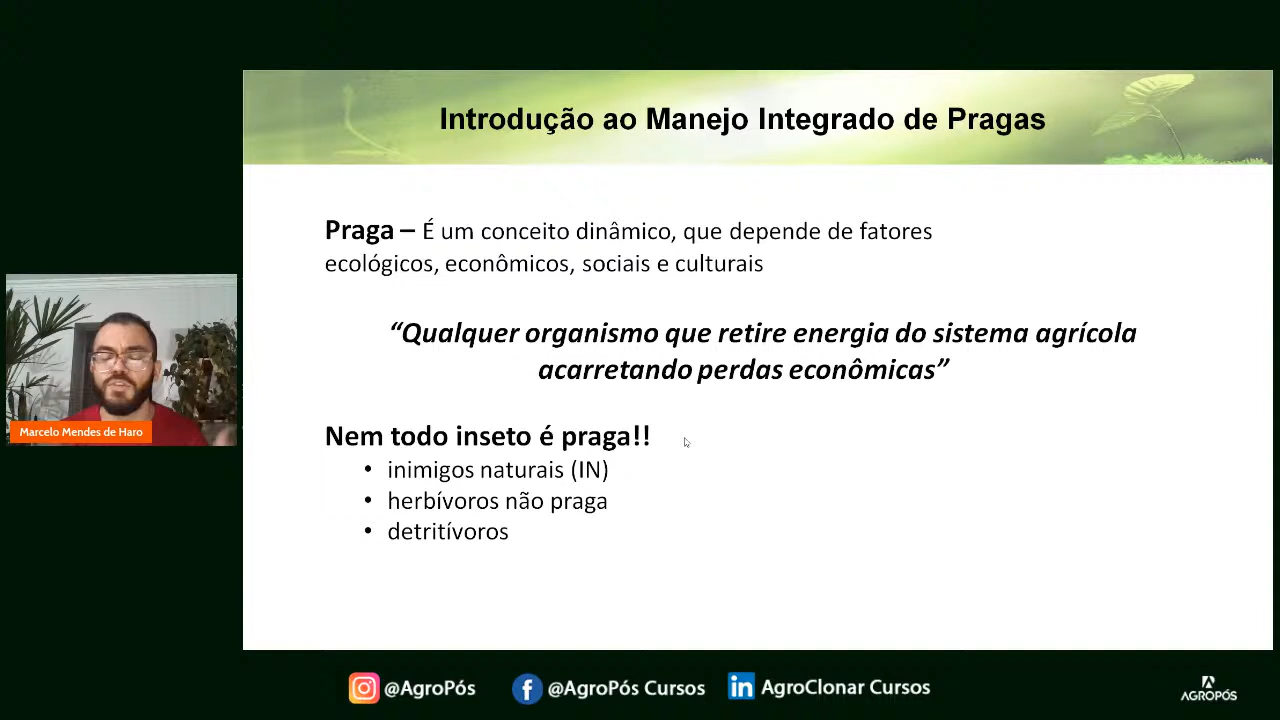 Introdução ao Manejo Integrado de Pragas
Praga – É um conceito dinâmico, que depende de fatores
ecológicos, econômicos, sociais e culturais
“Qualquer organismo que retire energia do sistema agrícola
acarretando perdas econômicas”
Marcelo Mendes de Haro
Nem todo inseto é praga!!
• inimigos naturais (IN)
• herbívoros não praga
• detritívoros
@AgroPós
@AgroPós Cursos
AgroClonar Cursos
AGROPÓS